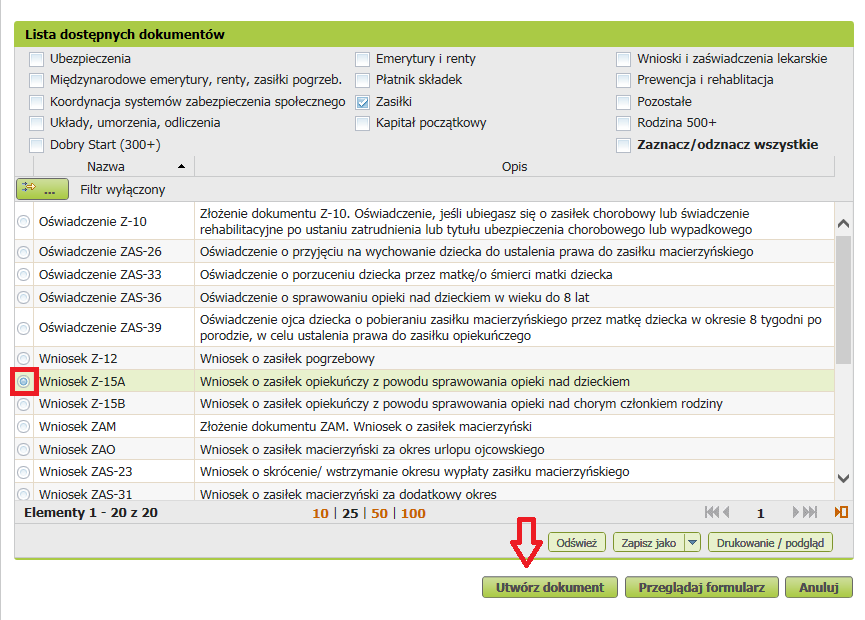 Lista dostępnych dokumentów
Ubezpieczenia
Emerytury i renty
Wnioski i zaświadczenia lekarskie
Międzynarodowe emerytury, renty, zasiłki pogrzeb.
Płatnik składek
Prewencja i rehablitacja
Koordynacja systemów zabezpieczenia społecznego
Zasiłki
Pozostałe
Układy, umorzenia, odliczenia
Kapitał początkowy
Rodzina 500+
Dobry Start (300+)
Zaznacz/odznacz wszystkie
Nazwa
Opis
...
Filtr wyłączony
Oświadczenie Z-10
Złożenie dokumentu Z-10. Oświadczenie, jeśli ubiegasz się o zasiłek chorobowy lub świadczenie
rehabilitacyjne po ustaniu zatrudnienia lub tytułu ubezpieczenia chorobowego lub wypadkowego
Oświadczenie ZAS-26
Oświadczenie o przyjęciu na wychowanie dziecka do ustalenia prawa do zasiłku macierzyńskiego
Oświadczenie ZAS-33
Oświadczenie o porzuceniu dziecka przez matkę/o śmierci matki dziecka
Oświadczenie ZAS-36
Oświadczenie o sprawowaniu opieki nad dzieckiem w wieku do 8 lat
Oświadczenie ZAS-39
Oświadczenie ojca dziecka o pobieraniu zasiłku macierzyńskiego przez matkę dziecka w okresie 8 tygodni po
porodzie, w celu ustalenia prawa do zasiłku opiekuńczego
Wniosek Z-12
Wniosek o zasiłek pogrzebowy
Wniosek Z-15A
Wniosek o zasiłek opiekuńczy z powodu sprawowania opieki nad dzieckiem
Wniosek Z-15B
Wniosek o zasiłek opiekuńczy z powodu sprawowania opieki nad chorym członkiem rodziny
Wniosek ZAM
Złożenie dokumentu ZAM. Wniosek o zasiłek macierzyński
Wniosek ZAO
Wniosek o zasiłek macierzyński za okres urlopu ojcowskiego
Wniosek ZAS-23
Wniosek o skrócenie/ wstrzymanie okresu wypłaty zasiłku macierzyńskiego
Wniosek ZAS-31
Wniosek o zasiłek macierzyński za dodatkowy okres
Elementy 1 - 20 z 20
10 | 25 | 50 | 100
1
Odśwież
Zapisz jako
Drukowanie / podgląd
Utwórz dokument
Przeglądaj formularz
Anuluj